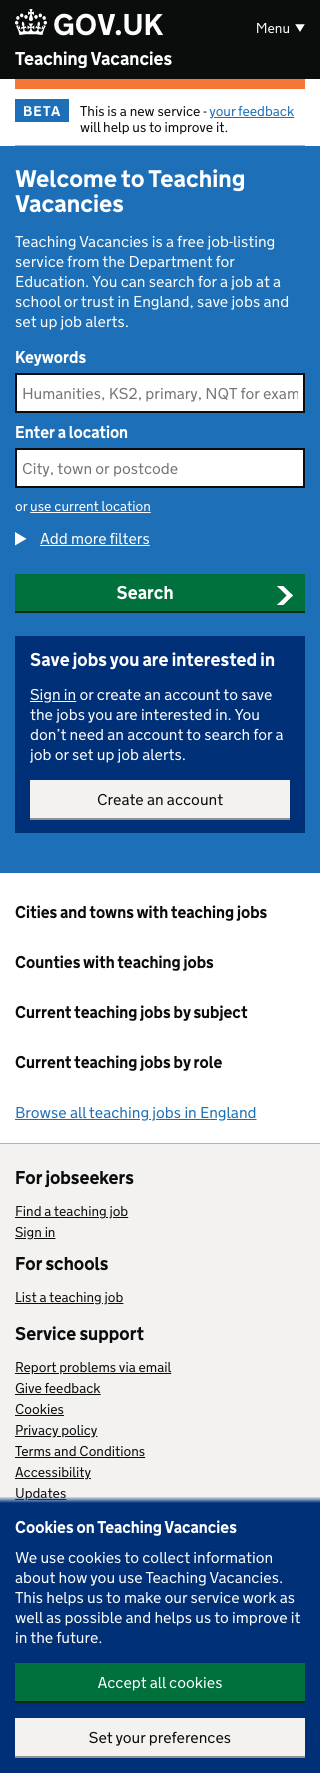 GOV.UK
Menu ▼
Teaching Vacancies
BETA
This is a new service - your feedback
will help us to improve it.
Welcome to Teaching
Vacancies
Teaching Vacancies is a free job-listing
service from the Department for
Education. You can search for a job at a
school or trust in England, save jobs and
set up job alerts.
Keywords
Humanities, KS2, primary, NQT for exam
Enter a location
City, town or postcode
or use current location
Add more filters
Search
Save jobs you are interested in
Sign in or create an account to save
the jobs you are interested in. You
don’t need an account to search for a
job or set up job alerts.
Create an account
Cities and towns with teaching jobs
Counties with teaching jobs
Current teaching jobs by subject
Current teaching jobs by role
Browse all teaching jobs in England
For jobseekers
Find a teaching job
Sign in
For schools
List a teaching job
Service support
Report problems via email
Give feedback
Cookies
Privacy policy
Terms and Conditions
Accessibility
Updates
Cookies on Teaching Vacancies
We use cookies to collect information
about how you use Teaching Vacancies.
This helps us to make our service work as
well as possible and helps us to improve it
in the future.
Accept all cookies
Set your preferences